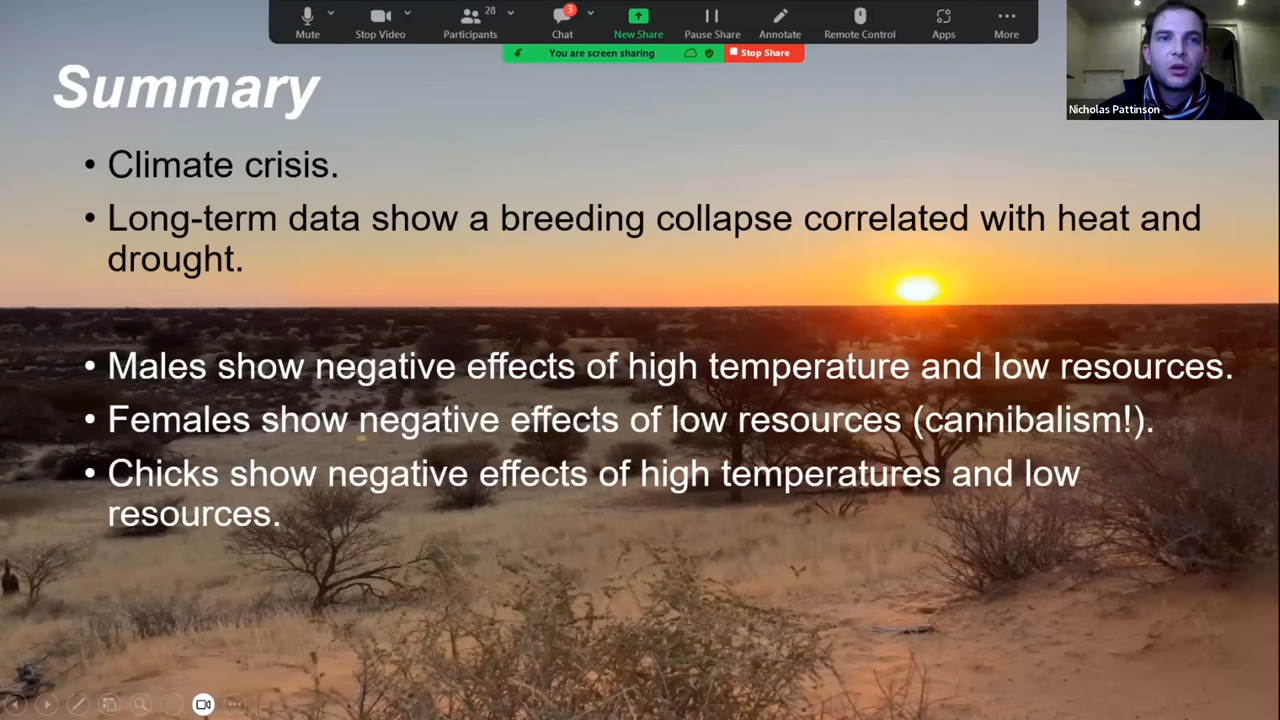 28
3
Mute
Stop Video
Participants
Chat
New Share
Pause Share
Annotate
Remote Control
Apps
More
You are screen sharing
Stop Share
Nicholas Pattinson
Summary
• Climate crisis.
• Long-term data show a breeding collapse correlated with heat and
drought.
• Males show negative effects of high temperature and low resources.
• Females show negative effects of low resources (cannibalism!).
• Chicks show negative effects of high temperatures and low
resources.